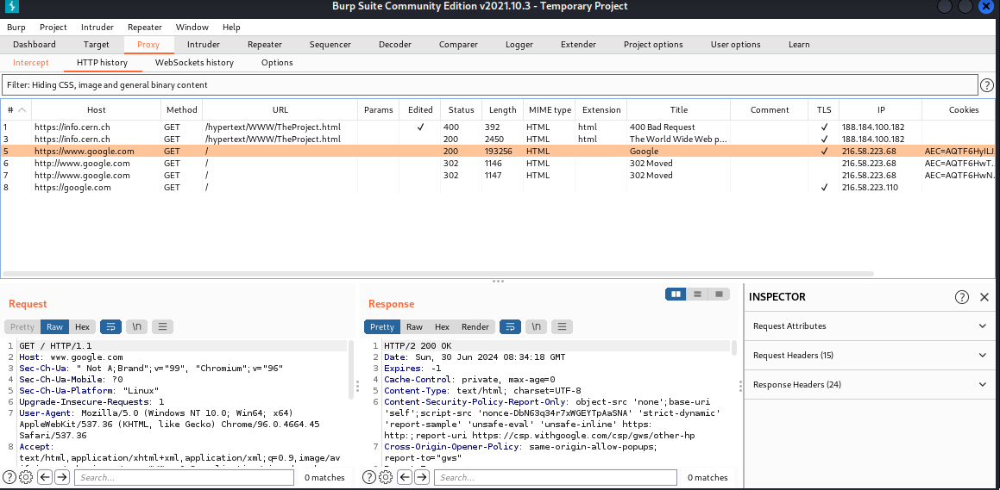 Burp Suite Community Edition v2021.10.3 - Temporary Project
Burp Project Intruder Repeater Window Help
Dashboard Target Proxy Intruder Repeater Sequencer Decoder Comparer Logger Extender Project options User options Learn
Intercept HTTP history WebSockets history Options
Filter: Hiding CSS, image and general binary content
# Host Method URL Params Edited Status Length MIME type Extension Title Comment TLS IP Cookies
1 https://info.cern.ch GET /hypertext/WWW/TheProject.html ✓ 400 392 HTML html 400 Bad Request ✓ 188.184.100.182
3 https://info.cern.ch GET /hypertext/WWW/TheProject.html 200 2450 HTML html The World Wide Web p... ✓ 188.184.100.182
5 https://www.google.com GET / 200 193256 HTML Google ✓ 216.58.223.68 AEC=AQTF6HyILJ
6 http://www.google.com GET / 302 1146 HTML 302 Moved 216.58.223.68 AEC=AQTF6HwT...
7 http://www.google.com GET / 302 1147 HTML 302 Moved 216.58.223.68 AEC=AQTF6HwN...
8 https://google.com GET / ✓ 216.58.223.110
Request
Pretty Raw Hex \n
1 GET / HTTP/1.1
2 Host: www.google.com
3 Sec-Ch-Ua: " Not A;Brand";v="99", "Chromium";v="96"
4 Sec-Ch-Ua-Mobile: ?0
5 Sec-Ch-Ua-Platform: "Linux"
6 Upgrade-Insecure-Requests: 1
7 User-Agent: Mozilla/5.0 (Windows NT 10.0; Win64; x64)
AppleWebKit/537.36 (KHTML, like Gecko) Chrome/96.0.4664.45
Safari/537.36
8 Accept:
text/html,application/xhtml+xml,application/xml;q=0.9,image/av
Search... 0 matches
Response
Pretty Raw Hex Render \n
1 HTTP/2 200 OK
2 Date: Sun, 30 Jun 2024 08:34:18 GMT
3 Expires: -1
4 Cache-Control: private, max-age=0
5 Content-Type: text/html; charset=UTF-8
6 Content-Security-Policy-Report-Only: object-src 'none';base-uri
'self';script-src 'nonce-DbN63q34r7xWGEYTpAaSNA' 'strict-dynamic'
'report-sample' 'unsafe-eval' 'unsafe-inline' https:
http:;report-uri https://csp.withgoogle.com/csp/gws/other-hp
7 Cross-Origin-Opener-Policy: same-origin-allow-popups;
report-to="gws"
Search... 0 matches
INSPECTOR
Request Attributes
Request Headers (15)
Response Headers (24)